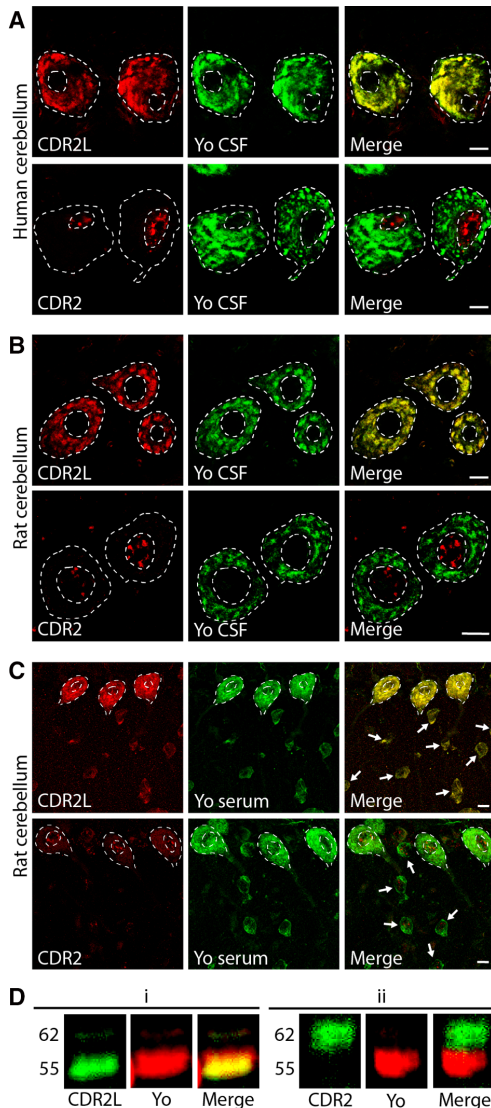 A
Human cerebellum
CDR2L
Yo CSF
Merge
CDR2
Yo CSF
Merge
B
Rat cerebellum
CDR2L
Yo CSF
Merge
CDR2
Yo CSF
Merge
C
Rat cerebellum
CDR2L
Yo serum
Merge
CDR2
Yo serum
Merge
D
i
ii
62
55
CDR2L
Yo
Merge
CDR2
Yo
Merge